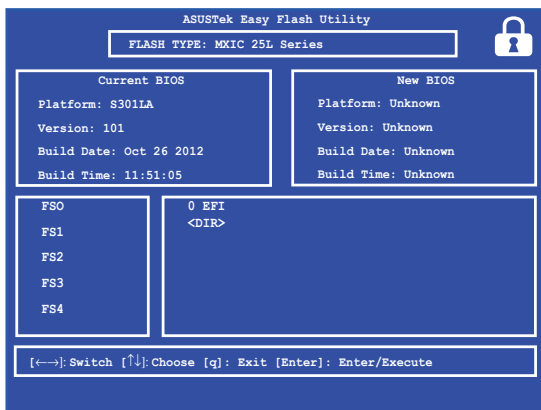 ASUSTek Easy Flash Utility
FLASH TYPE: MXIC 25L Series
Current BIOS
Platform: S301LA
Version: 101
Build Date: Oct 26 2012
Build Time: 11:51:05
New BIOS
Platform: Unknown
Version: Unknown
Build Date: Unknown
Build Time: Unknown
FSO
FS1
FS2
FS3
FS4
0 EFI
<DIR>
[←→]: Switch [↑↓]: Choose [q]: Exit [Enter]: Enter/Execute